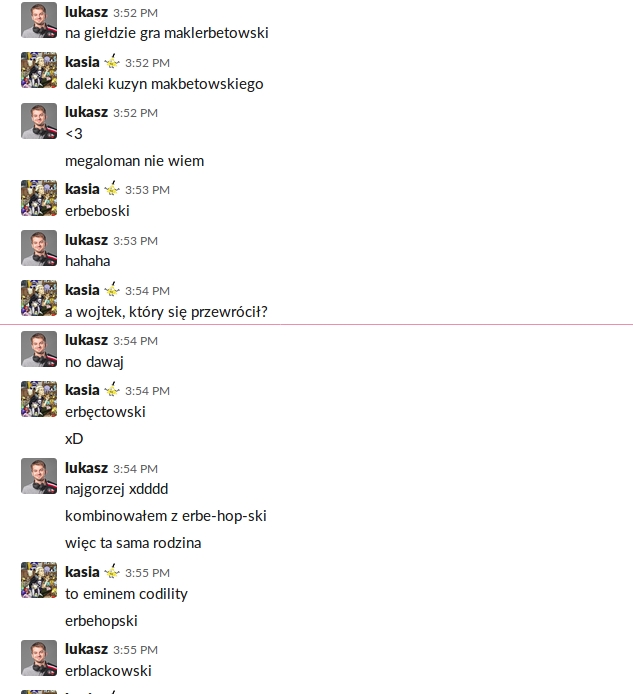 lukasz 3:52 PM
na giełdzie gra maklerbetowski
kasia 3:52 PM
daleki kuzyn makbetowskiego
lukasz 3:52 PM
<3
megaloman nie wiem
kasia 3:53 PM
erbeboski
lukasz 3:53 PM
hahaha
kasia 3:54 PM
a wojtek, który się przewrócił?
lukasz 3:54 PM
no dawaj
kasia 3:54 PM
erbęctowski
xD
lukasz 3:54 PM
najgorzej xdddd
kombinowałem z erbe-hop-ski
więc ta sama rodzina
kasia 3:55 PM
to eminem codility
erbehopski
lukasz 3:55 PM
erblackowski